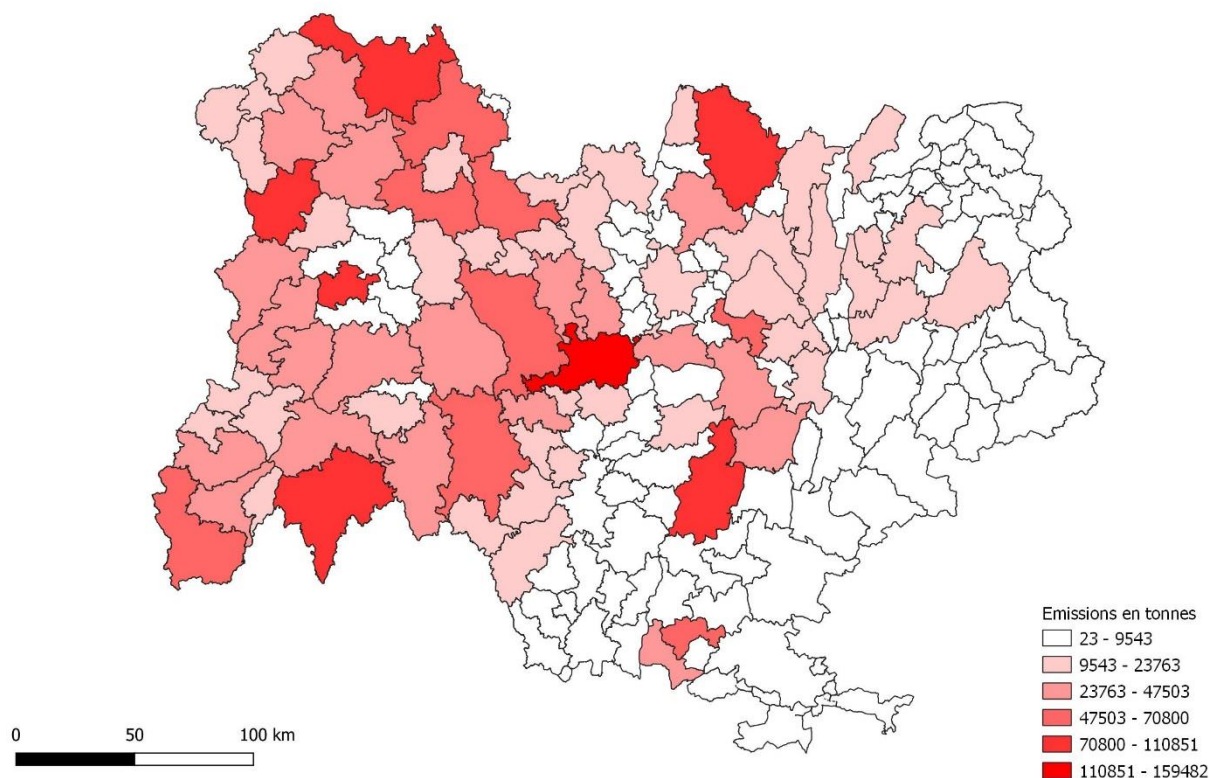 Emissions en tonnes
23 - 9543
9543 - 23763
23763 - 47503
47503 - 70800
70800 - 110851
110851 - 159482
0 50 100 km